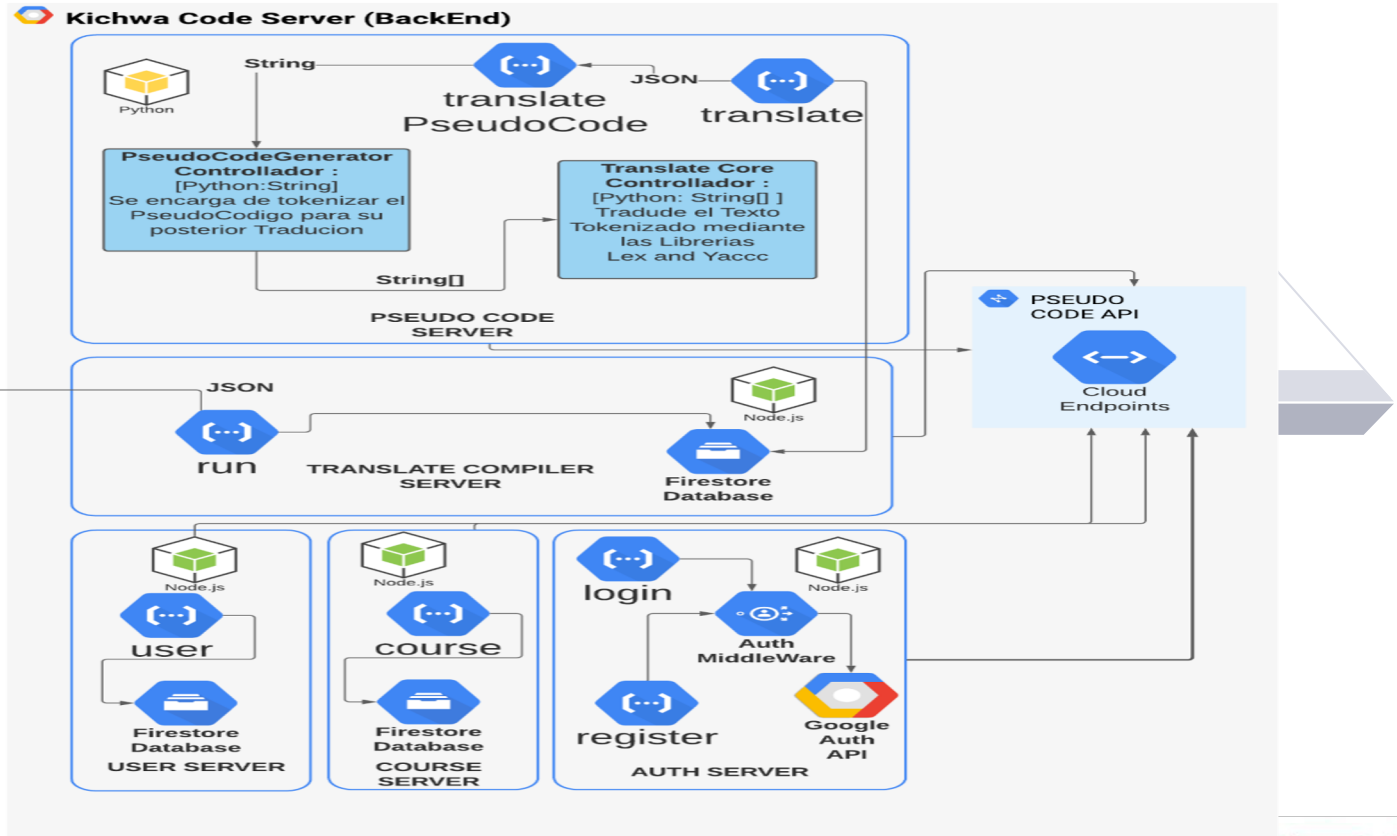 Kichwa Code Server (BackEnd)
String
JSON
Python
translate
PseudoCode
translate
PseudoCodeGenerator
Controllador :
[Python:String]
Se encarga de tokenizar el
PseudoCodigo para su
posterior Traducion
Translate Core
Controllador :
[Python: String[] ]
Tradude el Texto
Tokenizado mediante
las Librerias
Lex and Yaccc
String[]
PSEUDO CODE
SERVER
PSEUDO
CODE API
Cloud
Endpoints
JSON
run
Node.js
TRANSLATE COMPILER
SERVER
Firestore
Database
Node.js
user
Firestore
Database
USER SERVER
Node.js
course
Firestore
Database
COURSE
SERVER
login
Node.js
Auth
MiddleWare
register
Google
Auth
API
AUTH SERVER